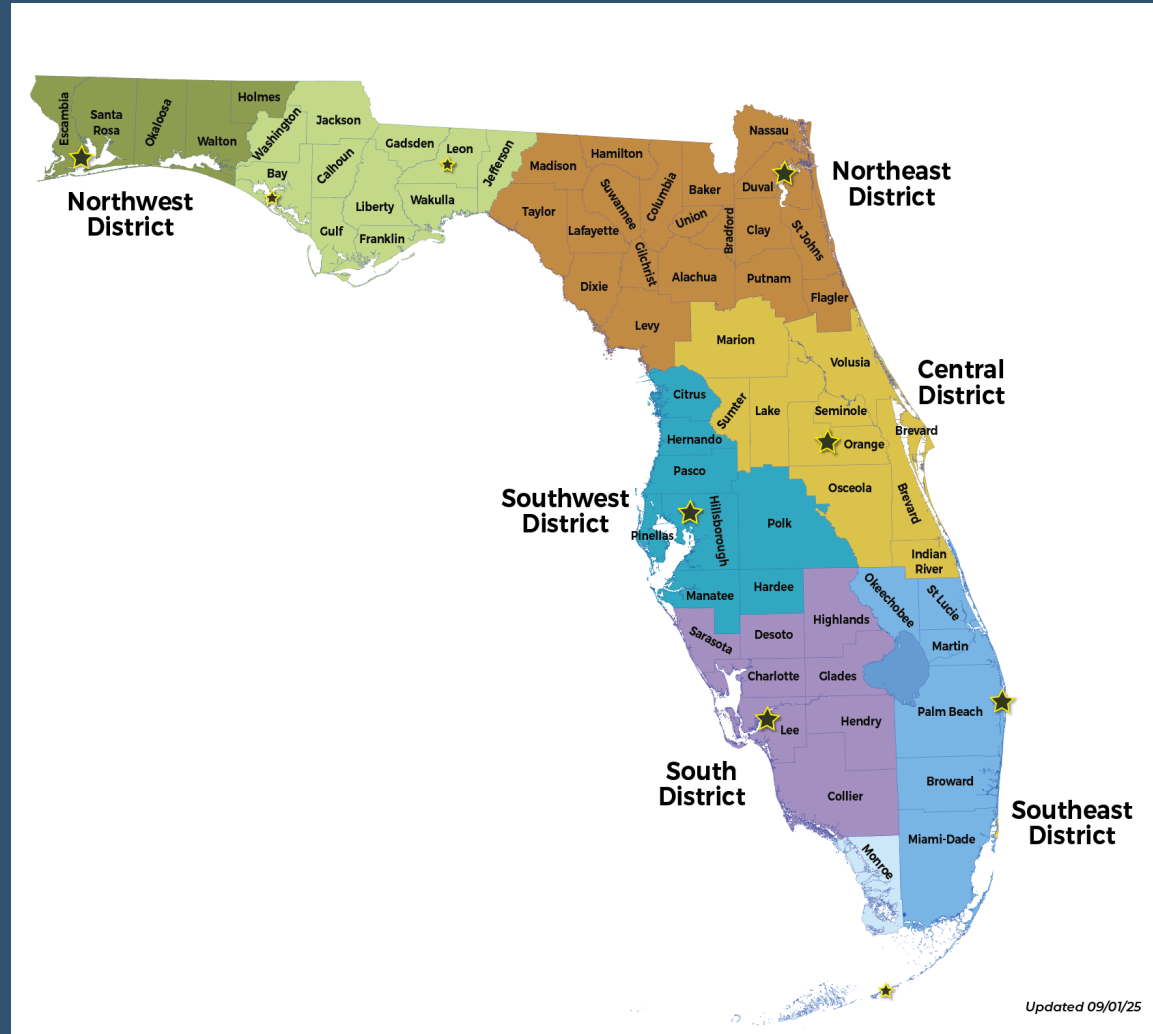 Escambia
Santa
Rosa
Okaloosa
Walton
Holmes
Washington
Jackson
Bay
Calhoun
Gulf
Liberty
Franklin
Gadsden
Leon
Wakulla
Jefferson
Northwest
District
Madison
Hamilton
Taylor
Suwannee
Lafayette
Columbia
Baker
Nassau
Duval
Union
Bradford
Clay
St Johns
Gilchrist
Dixie
Alachua
Putnam
Flagler
Levy
Northeast
District
Marion
Volusia
Sumter
Lake
Seminole
Orange
Brevard
Osceola
Brevard
Indian
River
Central
District
Citrus
Hernando
Pasco
Hillsborough
Pinellas
Polk
Manatee
Hardee
Southwest
District
Sarasota
Desoto
Highlands
Charlotte
Glades
Lee
Hendry
Collier
South
District
Okeechobee
St Lucie
Martin
Palm Beach
Broward
Miami-Dade
Monroe
Southeast
District
Updated 09/01/25